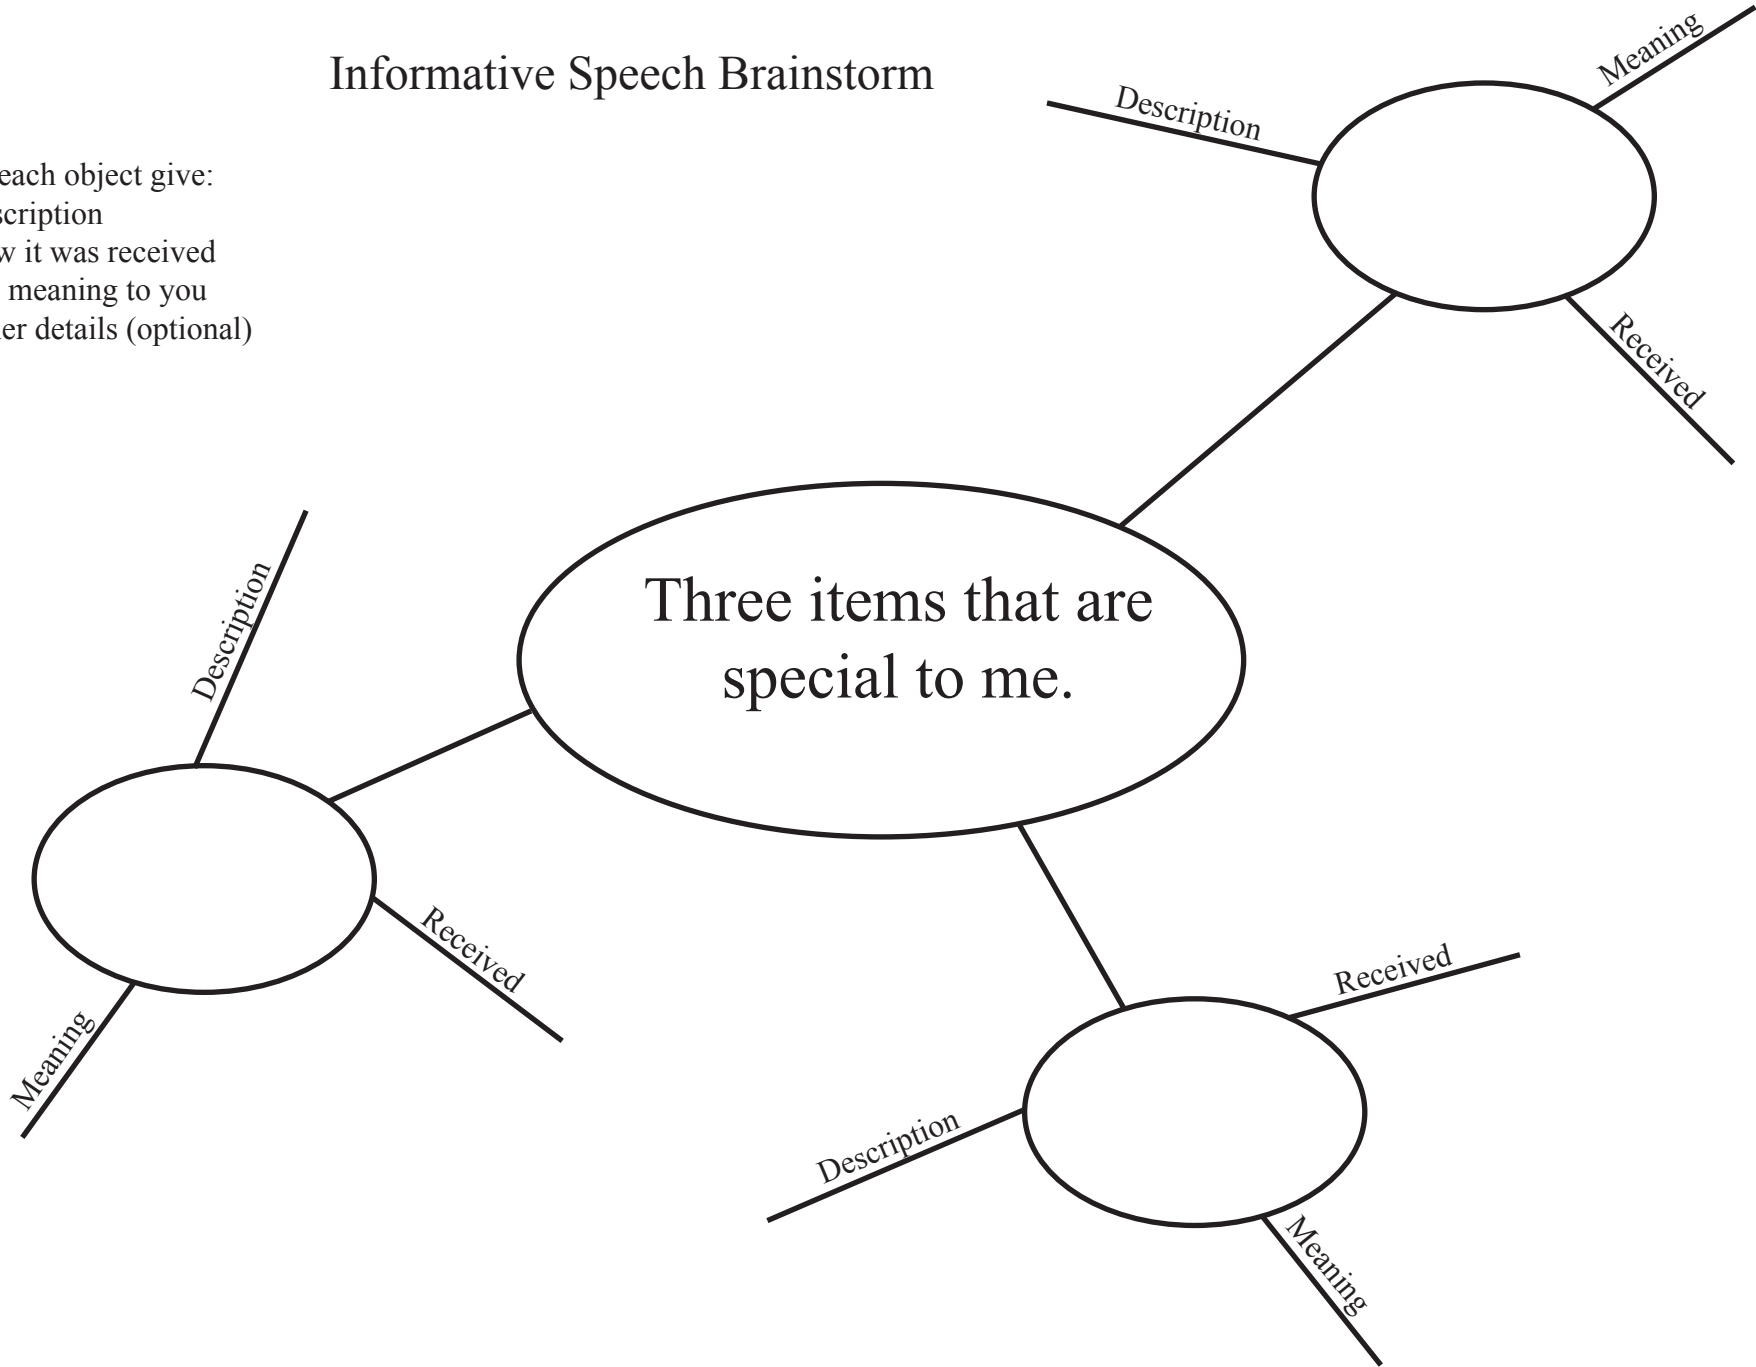 Informative Speech Brainstorm
each object give:
scription
w it was received
meaning to you
er details (optional)
Meaning
Description
Received
Three items that are
special to me.
Description
Received
Meaning
Received
Description
Meaning